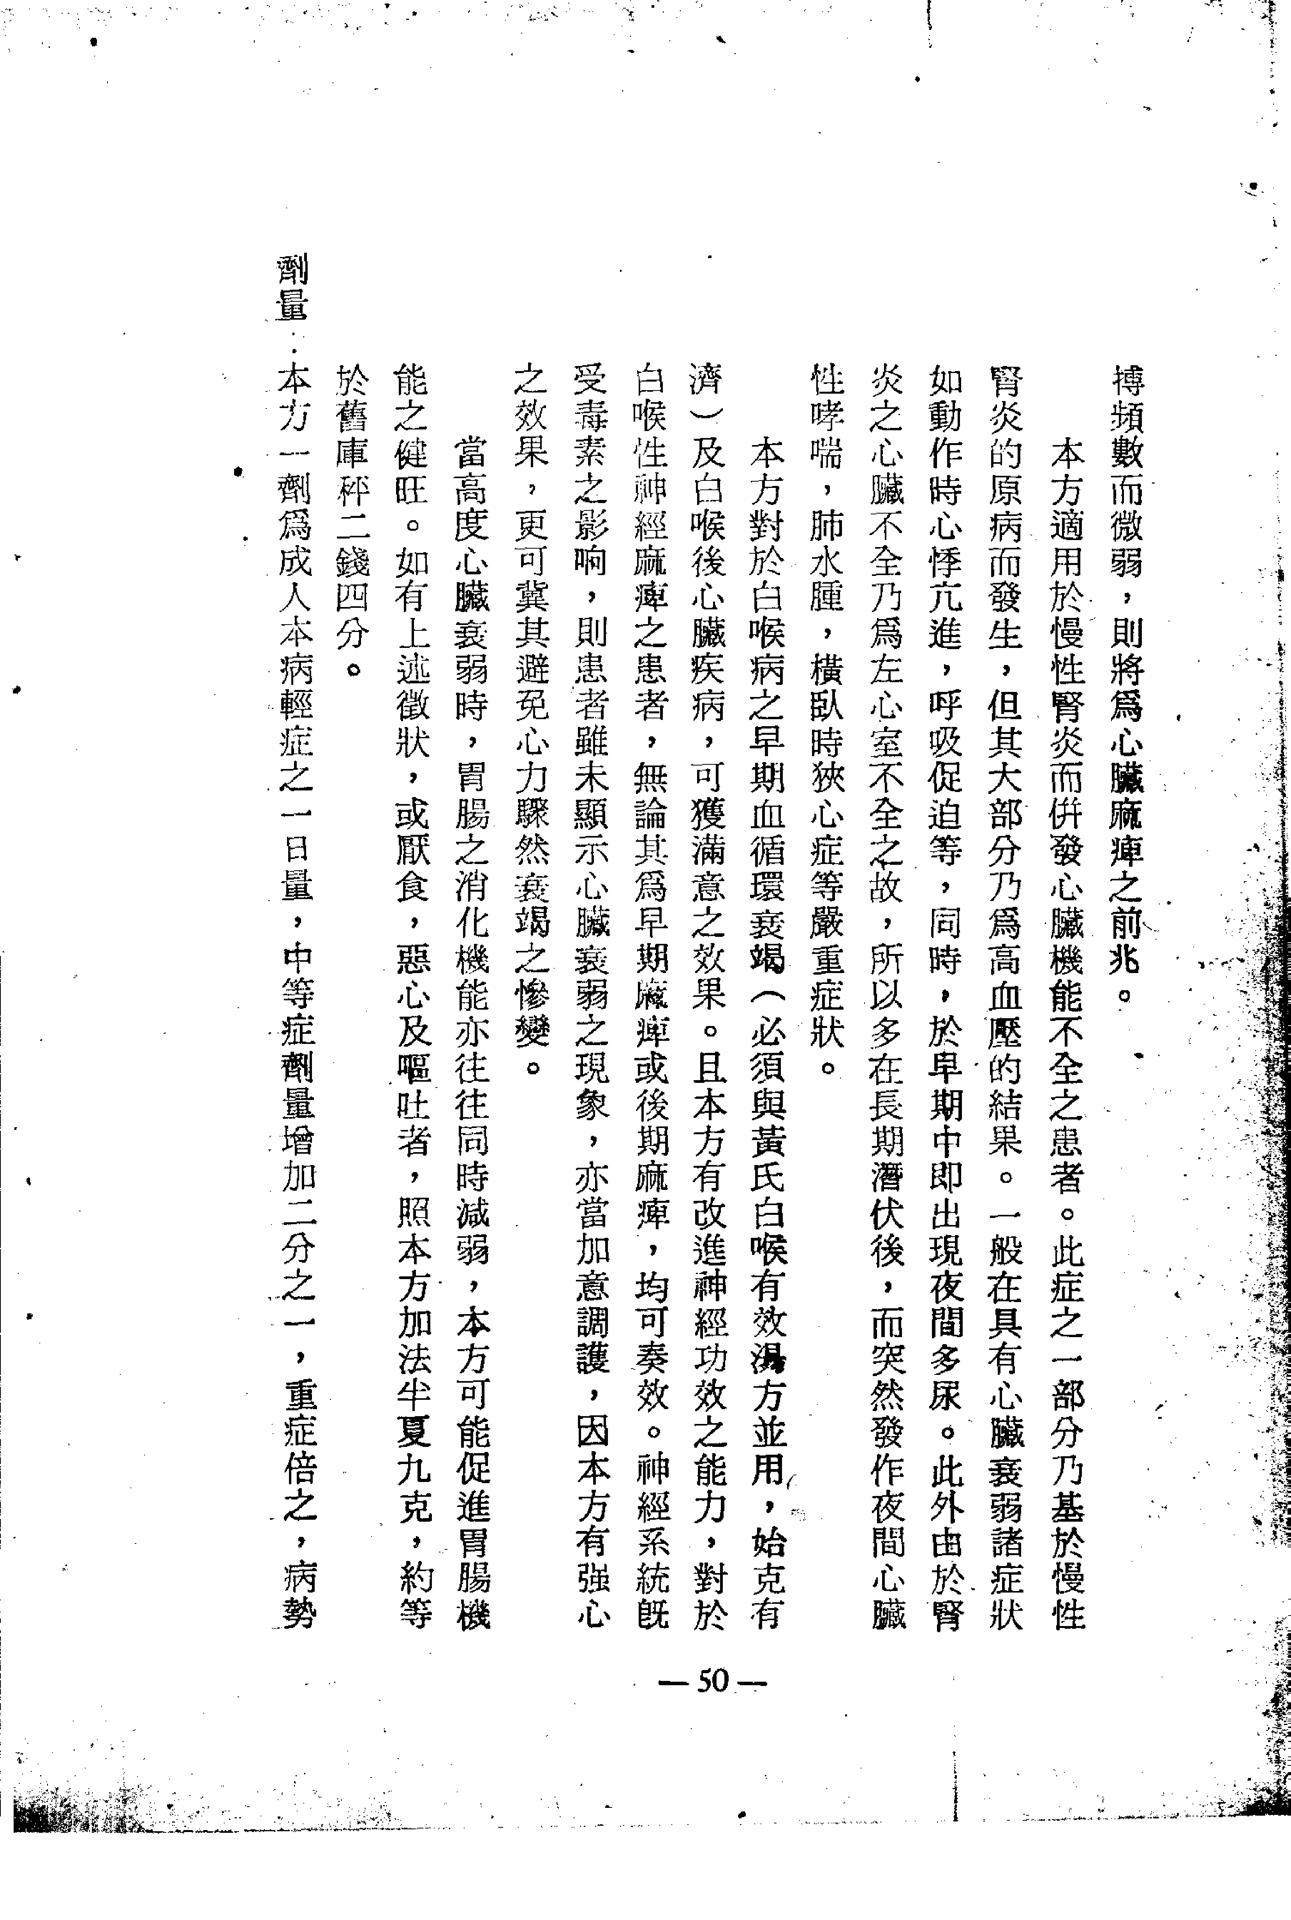 搏頻數而微弱，則將爲心臟麻痺之前兆。
本方適用於慢性腎炎而併發心臟機能不全之患者。此症之一部分乃基於慢性
腎炎的原病而發生，但其大部分乃爲高血壓的結果。一般在具有心臟衰弱諸症狀
如動作時心悸亢進，呼吸促迫等，同時，於早期中即出現夜間多尿。此外由於腎
炎之心臟不全乃爲左心室不全之故，所以多在長期潛伏後，而突然發作夜間心臟
性哮喘，肺水腫，橫臥時狹心症等嚴重症狀。
本方對於白喉病之早期血循環衰竭（必須與黃氏白喉有效湯方並用，始克有
濟）及白喉後心臟疾病，可獲滿意之效果。且本方有改進神經功效之能力，對於
白喉性神經麻痺之患者，無論其爲早期麻痺或後期麻痺，均可奏效。神經系統既
受毒素之影响，則患者雖未顯示心臟衰弱之現象，亦當加意調護，因本方有强心
之效果，更可冀其避免心力驟然衰竭之慘變。
當高度心臟衰弱時，胃腸之消化機能亦往往同時減弱，本方可能促進胃腸機
能之健旺。如有上述徵狀，或厭食，惡心及嘔吐者，照本方加法半夏九克，約等
於舊庫秤二錢四分。
劑量：本方一劑爲成人本病輕症之一日量，中等症劑量增加二分之一，重症倍之，病勢
— 50 —